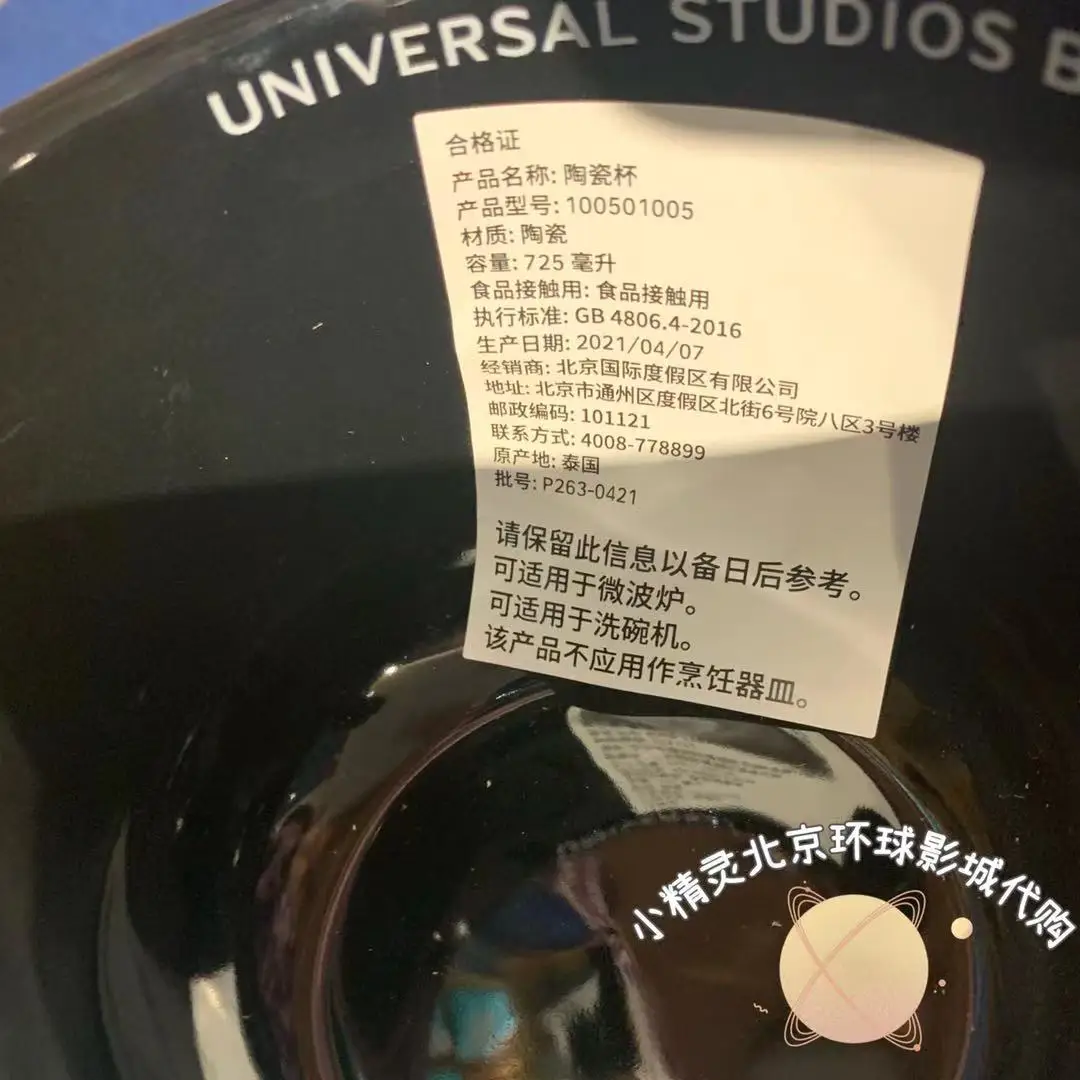 UNIVERSAL STUDIOS B
合格证
产品名称: 陶瓷杯
产品型号: 100501005
材质: 陶瓷
容量: 725 毫升
食品接触用: 食品接触用
执行标准: GB 4806.4-2016
生产日期: 2021/04/07
经销商: 北京国际度假区有限公司
地址: 北京市通州区度假区北街6号院八区3号楼
邮政编码: 101121
联系方式: 4008-778899
原产地: 泰国
批号: P263-0421
请保留此信息以备日后参考。
可适用于微波炉。
可适用于洗碗机。
该产品不应用作烹饪器皿。
小精灵北京环球影城代购